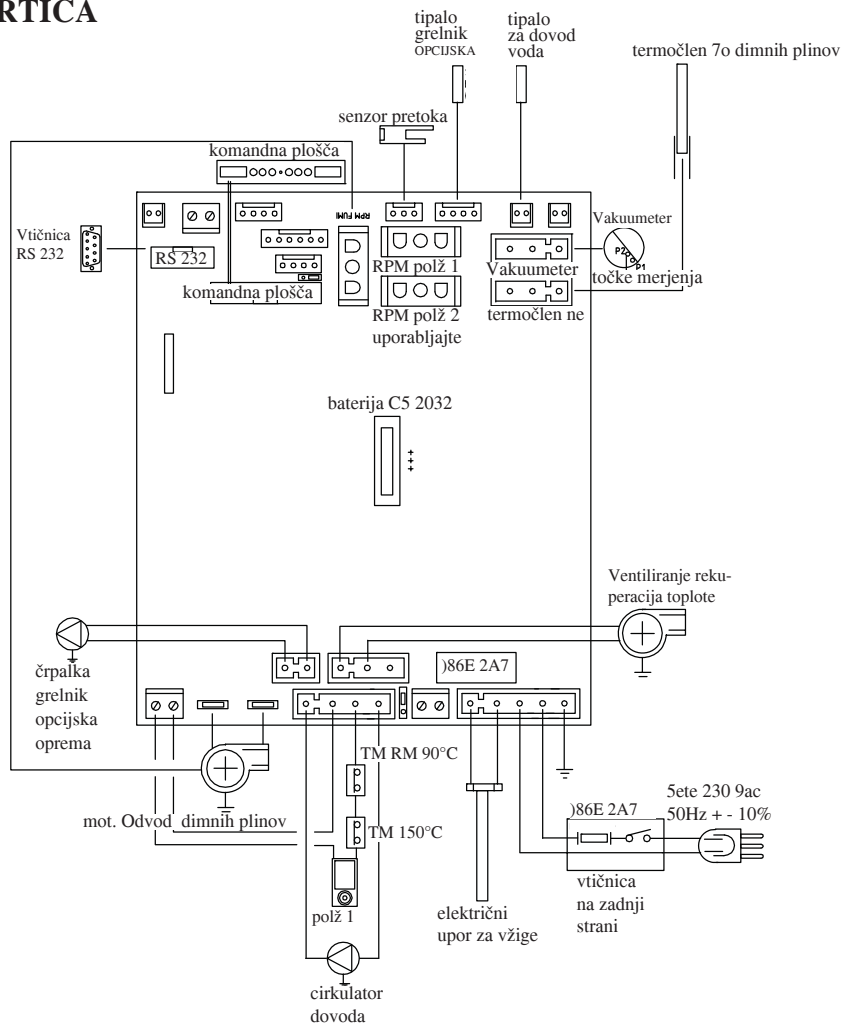 RTICA
tipalo
grelnik
OPCIJSKA
tipalo
za dovod
voda
termočlen 7o dimnih plinov
senzor pretoka
komandna plošča
RPM FUMI
Vakuumeter
P2
P1
Vtičnica
RS 232
RS 232
RPM polž 1
Vakuumeter
točke merjenja
komandna plošča
RPM polž 2
uporabljajte
termočlen ne
baterija C5 2032
+++
Ventiliranje reku-
peracija toplote
)86E 2A7
črpalka
grelnik
opcijska
oprema
TM RM 90°C
mot. Odvod dimnih plinov
TM 150°C
)86E 2A7
5ete 230 9ac
50Hz + - 10%
polž 1
električni
upor za vžige
vtičnica
na zadnji
strani
cirkulator
dovoda